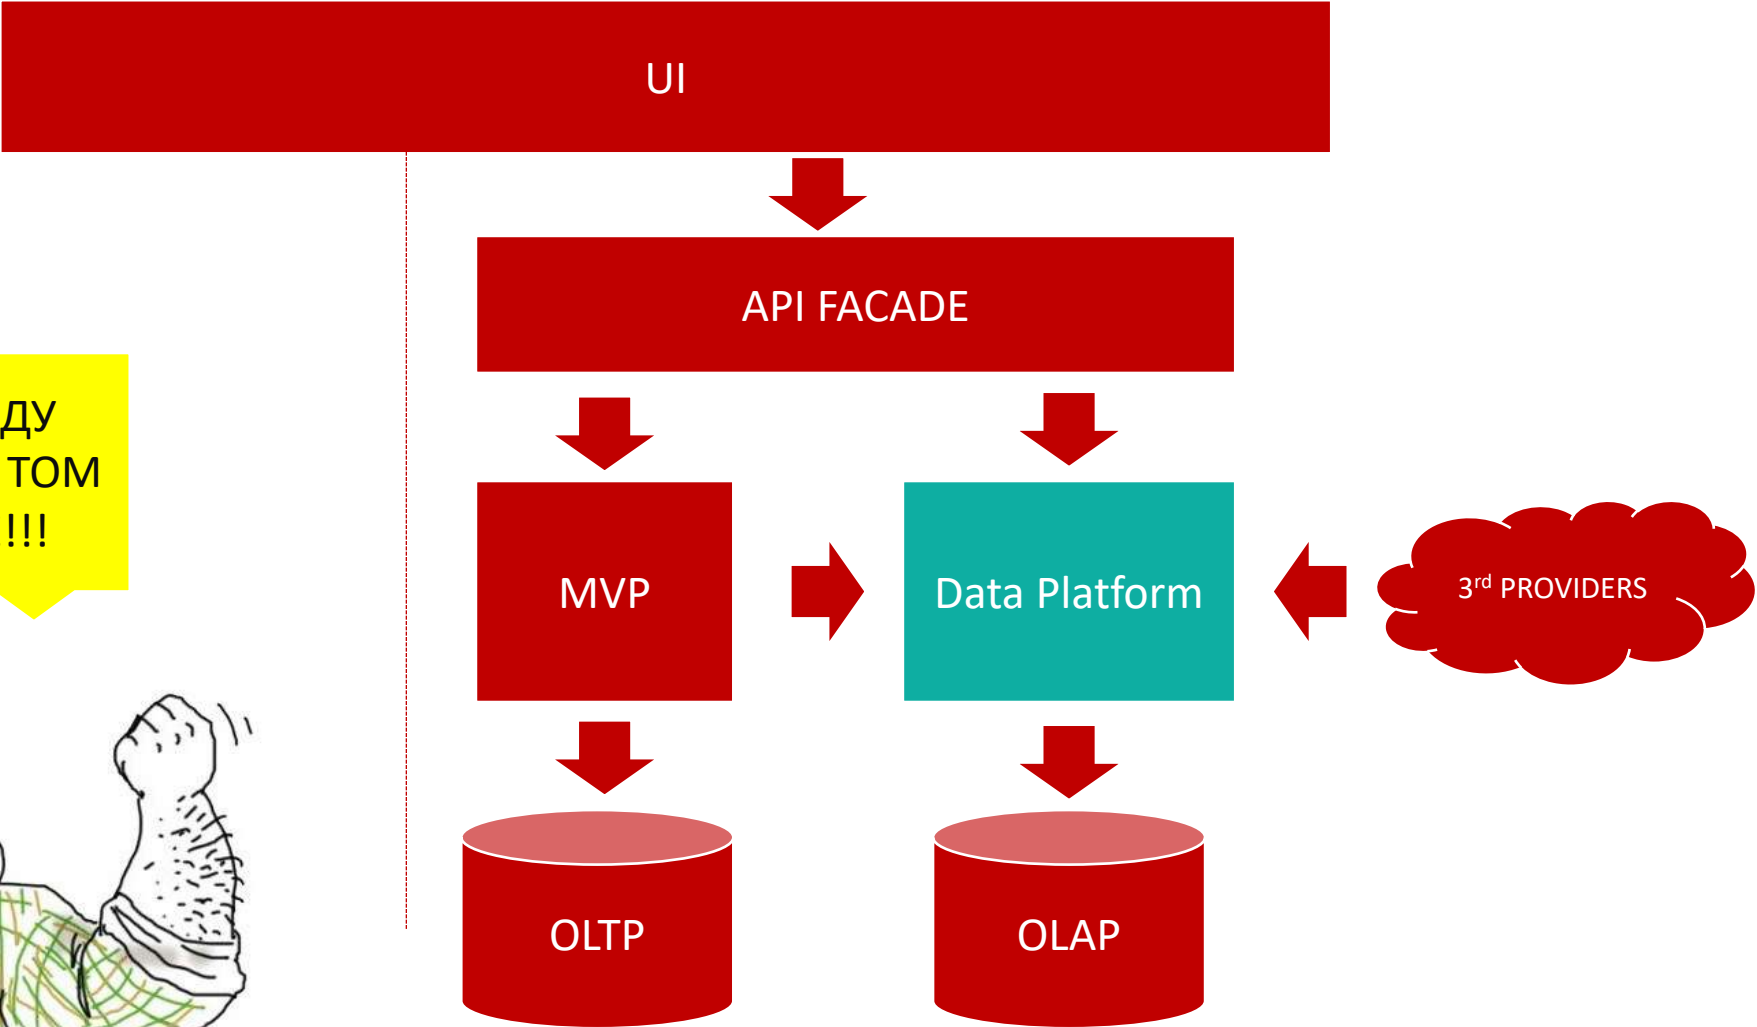 UI
API FACADE
ДУ
ТОМ
!!!
MVP
Data Platform
3rd PROVIDERS
OLTP
OLAP